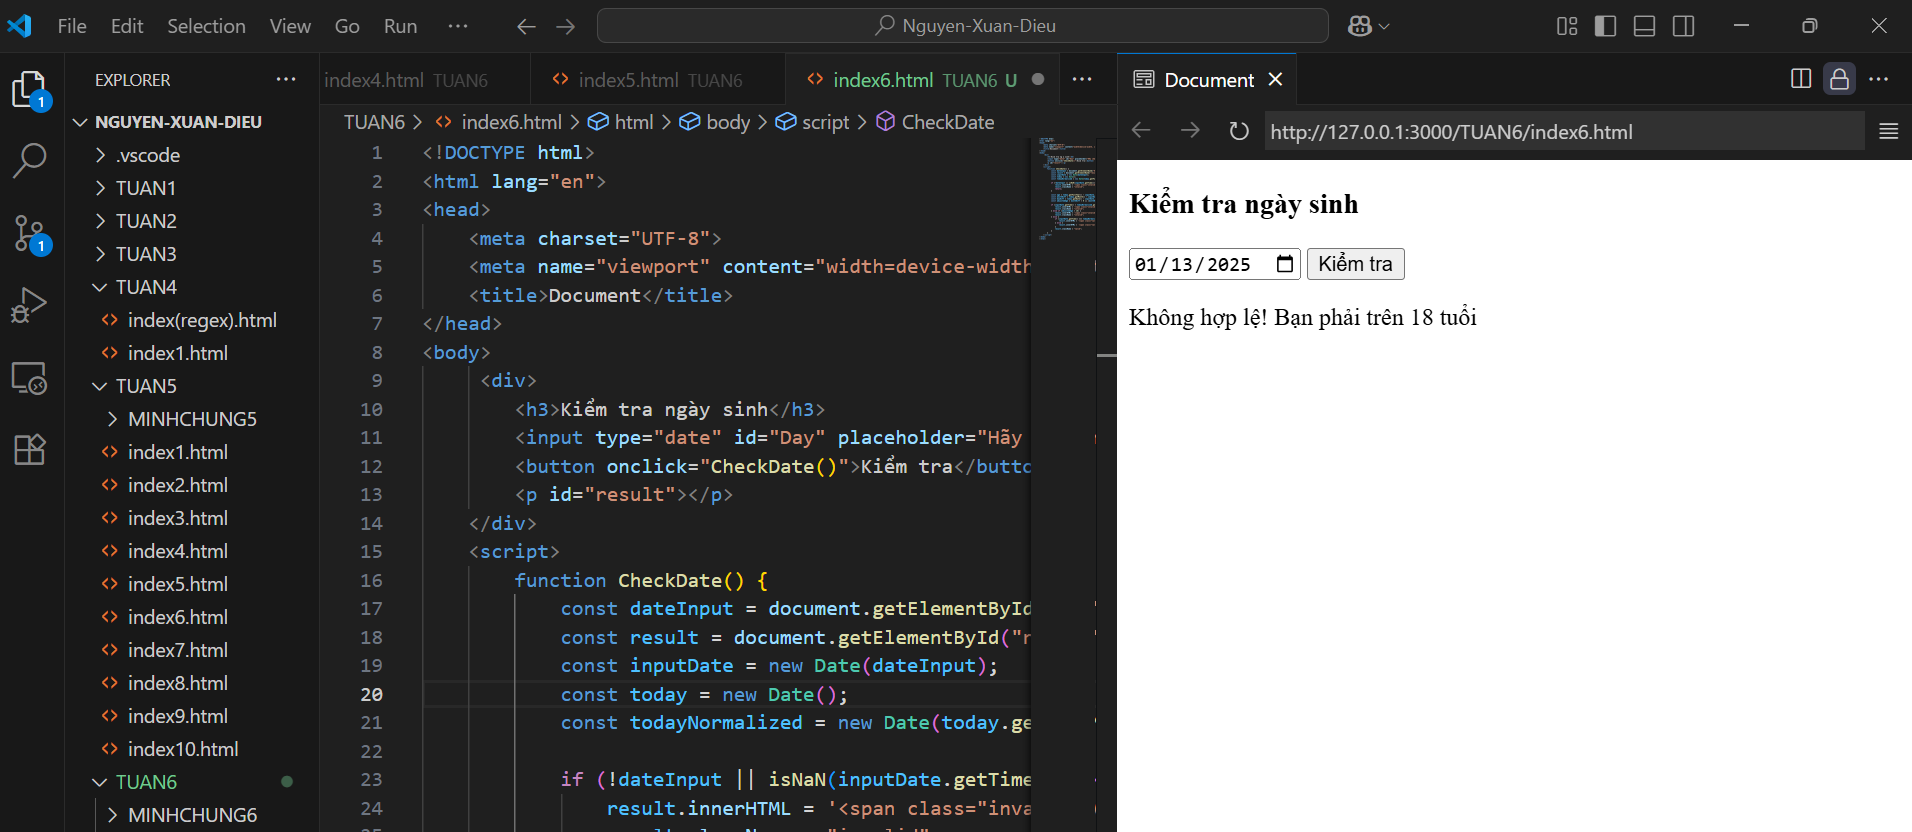 File Edit Selection View Go Run ···
Nguyen-Xuan-Dieu
EXPLORER ···
NGUYEN-XUAN-DIEU
.vscode
TUAN1
TUAN2
TUAN3
TUAN4
index(regex).html
index1.html
TUAN5
MINHCHUNG5
index1.html
index2.html
index3.html
index4.html
index5.html
index6.html
index7.html
index8.html
index9.html
index10.html
TUAN6
MINHCHUNG6
1
1
index4.html TUAN6
index5.html TUAN6
index6.html TUAN6 U
TUAN6 > index6.html > html > body > script > CheckDate
1 <!DOCTYPE html>
2 <html lang="en">
3 <head>
4 <meta charset="UTF-8">
5 <meta name="viewport" content="width=device-width
6 <title>Document</title>
7 </head>
8 <body>
9 <div>
10 <h3>Kiểm tra ngày sinh</h3>
11 <input type="date" id="Day" placeholder="Hãy
12 <button onclick="CheckDate()">Kiểm tra</butto
13 <p id="result"></p>
14 </div>
15 <script>
16 function CheckDate() {
17 const dateInput = document.getElementById
18 const result = document.getElementById("r
19 const inputDate = new Date(dateInput);
20 const today = new Date();
21 const todayNormalized = new Date(today.ge
22
23 if (!dateInput || isNaN(inputDate.getTime
24 result.innerHTML = '<span class="inva
Document
http://127.0.0.1:3000/TUAN6/index6.html
Kiểm tra ngày sinh
01/13/2025 Kiểm tra
Không hợp lệ! Bạn phải trên 18 tuổi